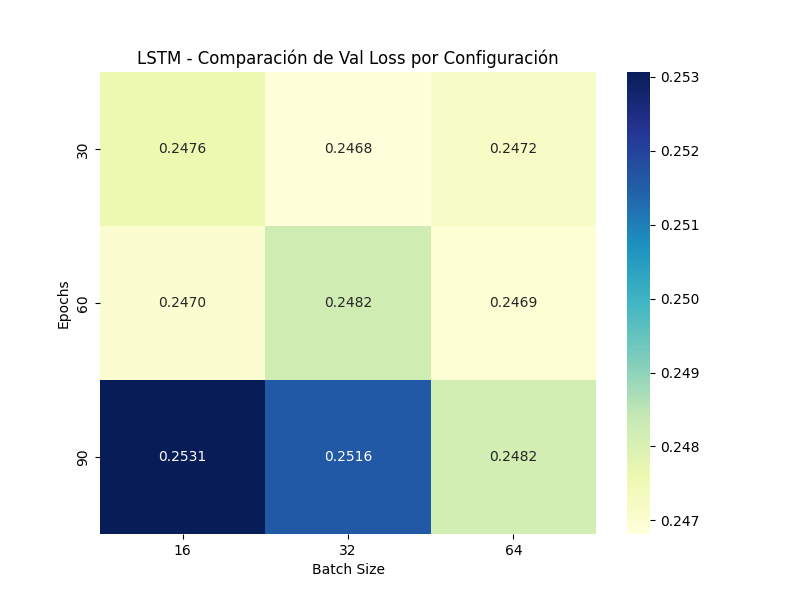 LSTM - Comparación de Val Loss por Configuración
0.253
0.2476 0.2468 0.2472
30
0.252
0.251
0.2470 0.2482 0.2469
60
Epochs
0.250
0.249
0.2531 0.2516 0.2482
90
0.248
0.247
16 32 64
Batch Size